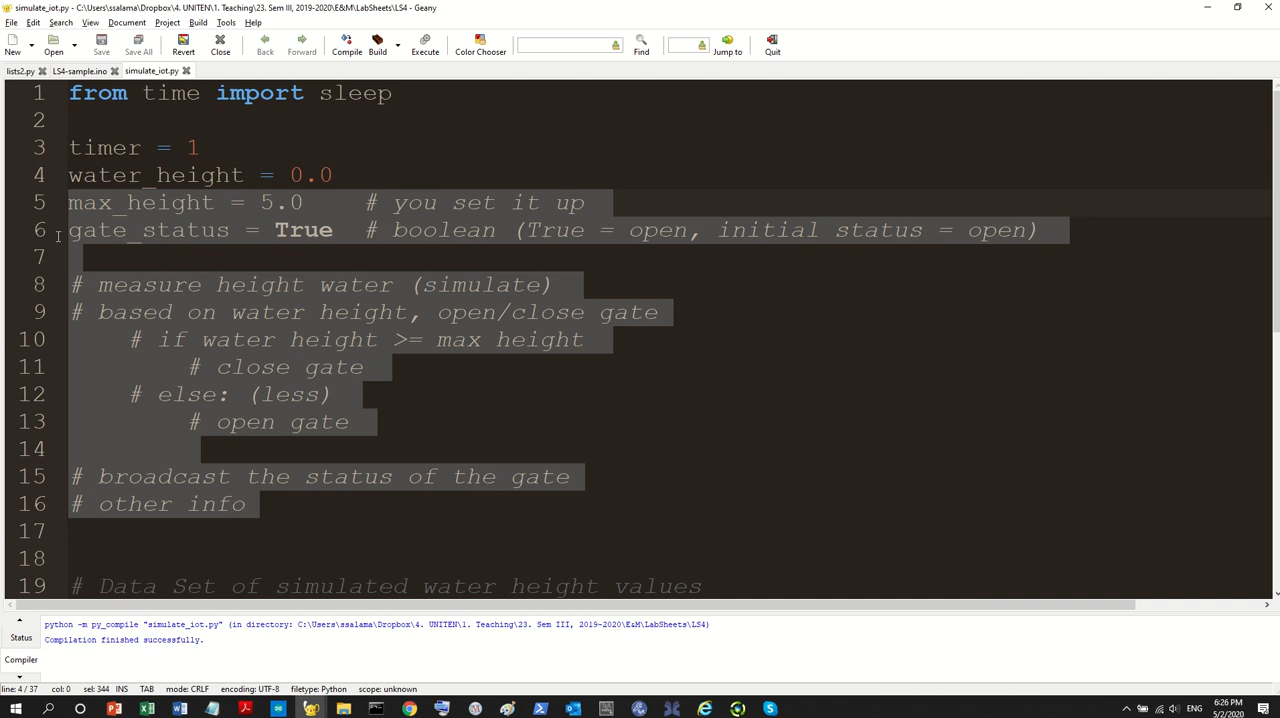 simulate_iot.py - C:\Users\ssalama\Dropbox\4. UNITEN\1. Teaching\23. Sem III, 2019-2020\E&M\LabSheets\LS4 - Geany
File Edit Search View Document Project Build Tools Help
New Open Save Save All Revert Close Back Forward Compile Build Execute Color Chooser Find Jump to Quit
lists2.py LS4-sample.ino simulate_iot.py
1 from time import sleep
2
3 timer = 1
4 water_height = 0.0
5 max_height = 5.0 # you set it up
6 gate_status = True # boolean (True = open, initial status = open)
7
8 # measure height water (simulate)
9 # based on water height, open/close gate
10 # if water height >= max height
11 # close gate
12 # else: (less)
13 # open gate
14
15 # broadcast the status of the gate
16 # other info
17
18
19 # Data Set of simulated water height values
Status
Compiler
python -m py_compile "simulate_iot.py" (in directory: C:\Users\ssalama\Dropbox\4. UNITEN\1. Teaching\23. Sem III, 2019-2020\E&M\LabSheets\LS4)
Compilation finished successfully.
line: 4 / 37 col: 0 sel: 344 INS TAB mode: CRLF encoding: UTF-8 filetype: Python scope: unknown
ENG
6:26 PM
5/2/2020